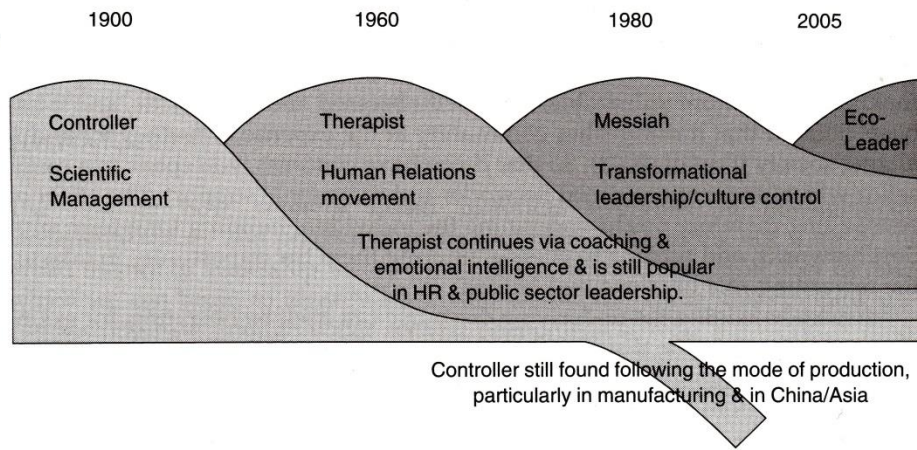 1900 1960 1980 2005
Controller
Scientific
Management
Therapist
Human Relations
movement
Therapist continues via coaching &
emotional intelligence & is still popular
in HR & public sector leadership.
Messiah
Transformational
leadership/culture control
Eco-
Leader
Controller still found following the mode of production,
particularly in manufacturing & in China/Asia